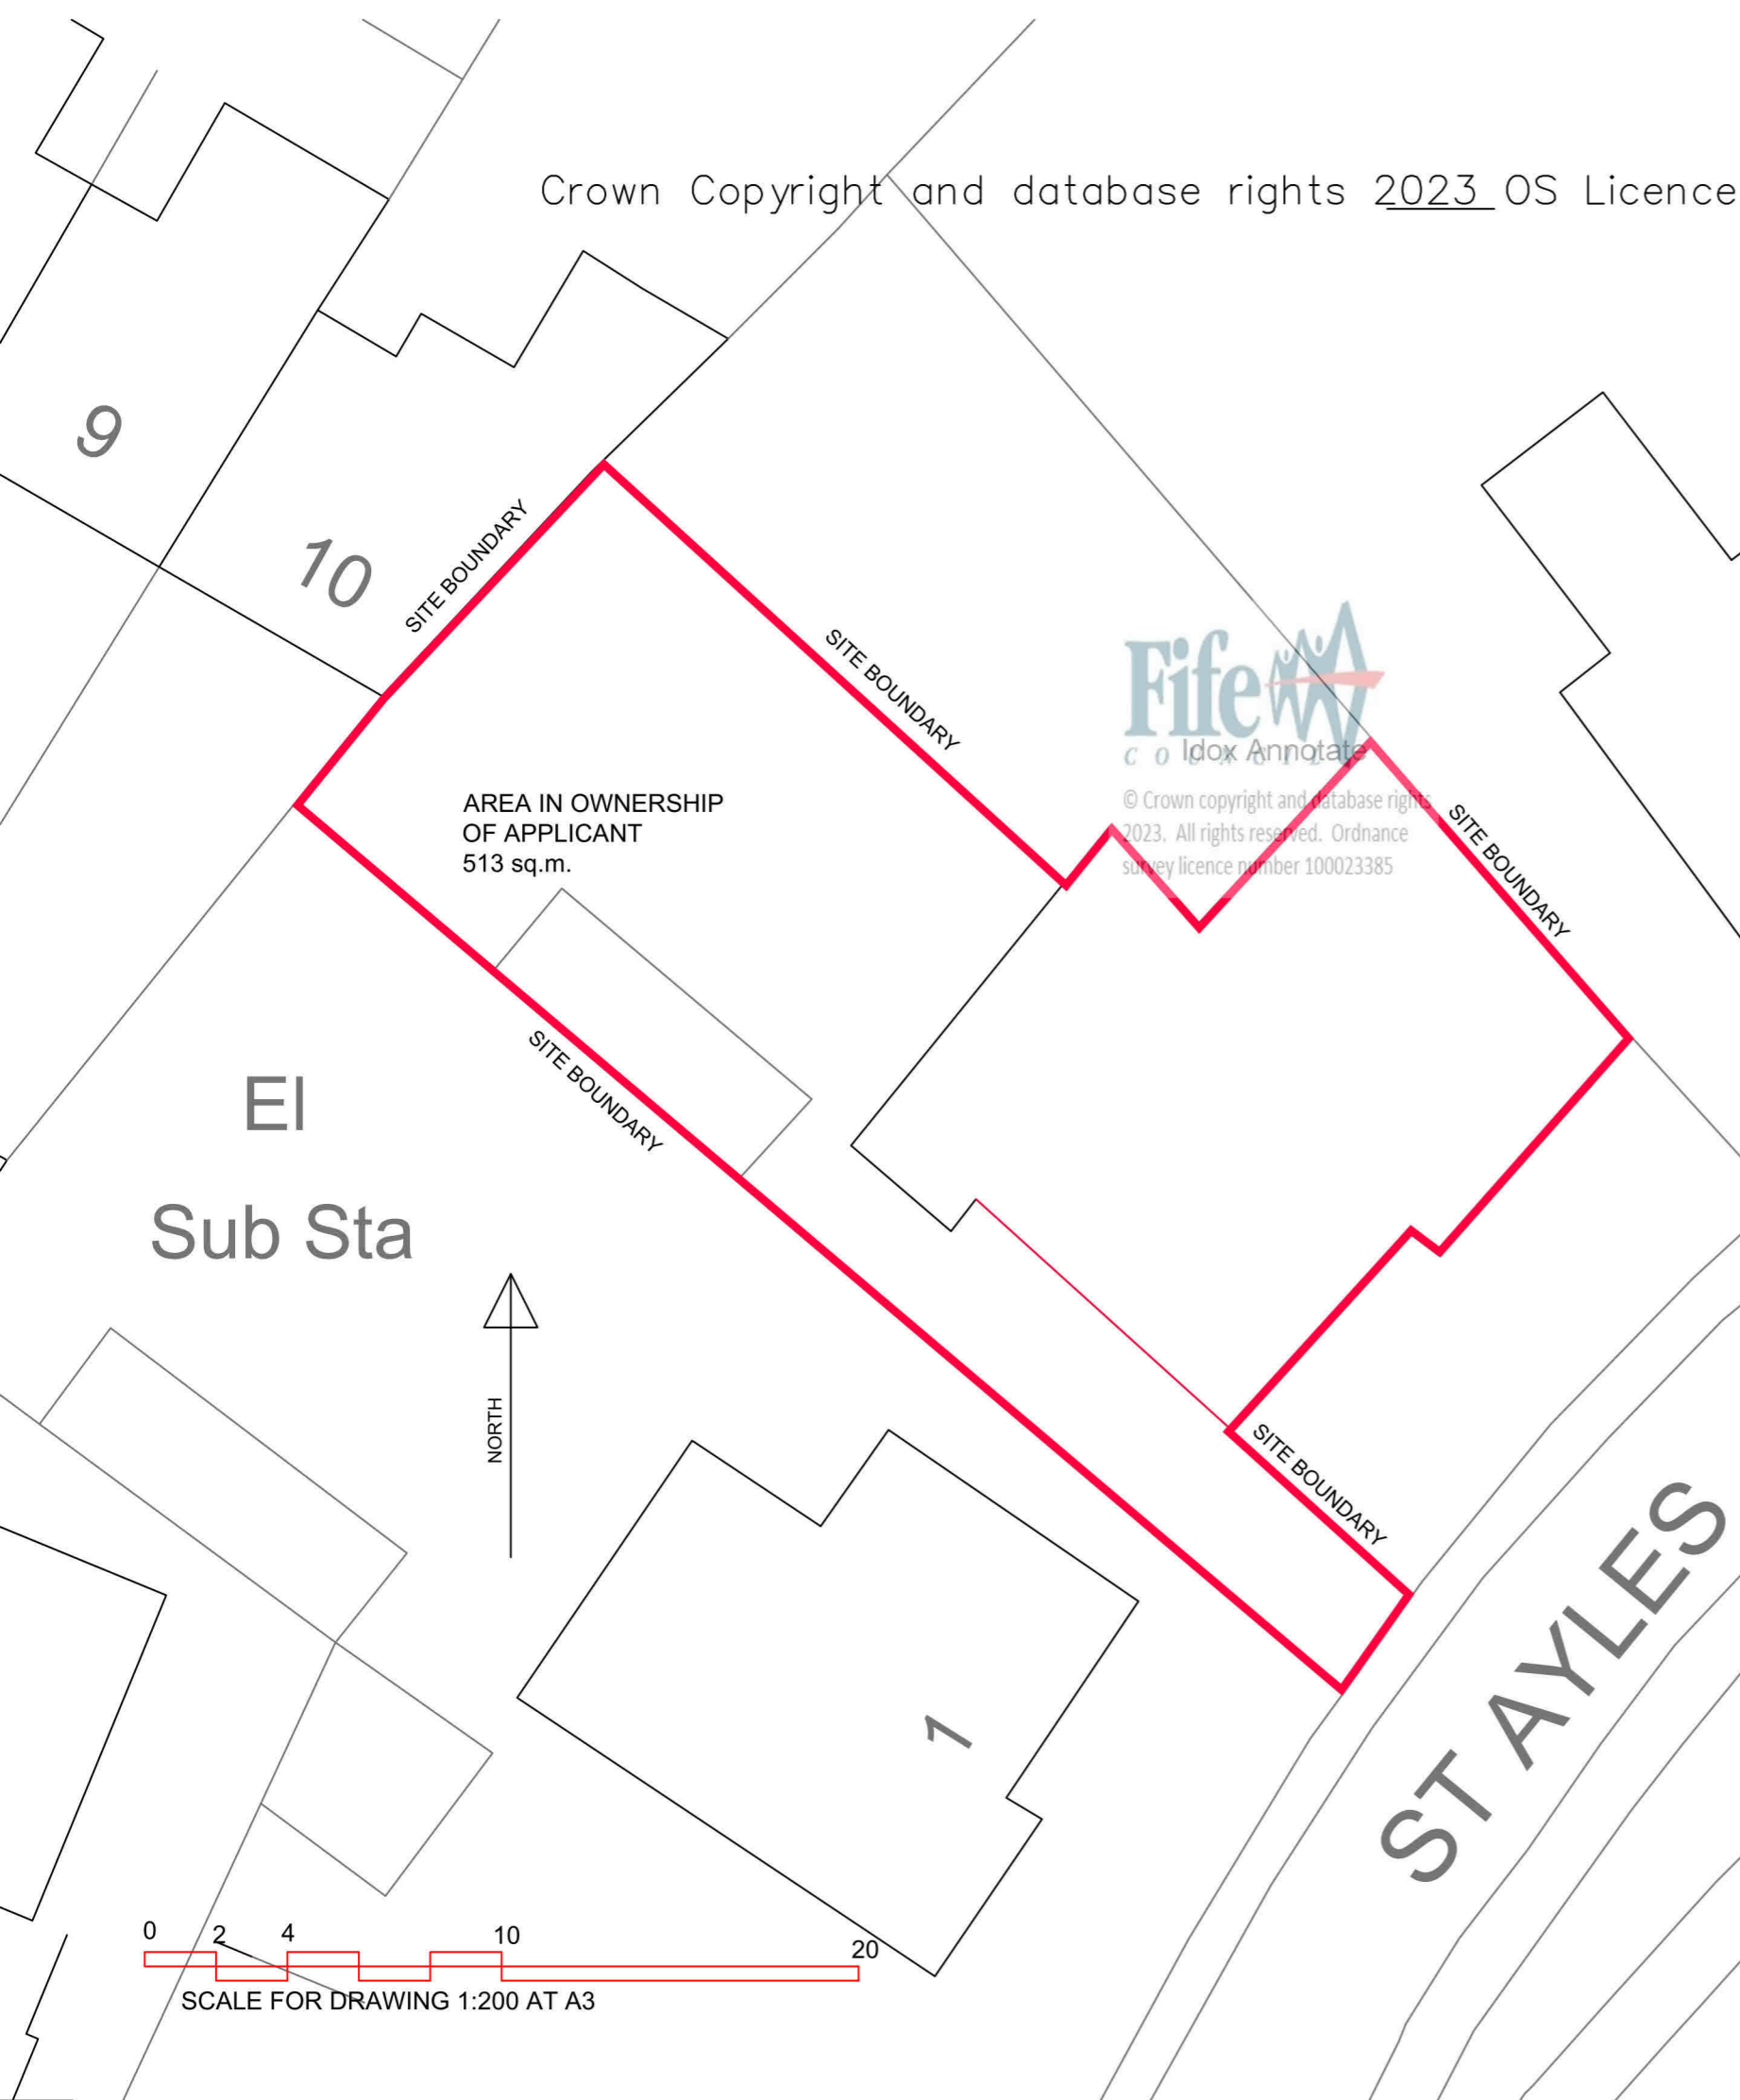 Crown Copyright and database rights 2023 OS Licence
9
10
SITE BOUNDARY
SITE BOUNDARY
Fife
COUNCIL
Idox Annotate
© Crown copyright and database rights
2023. All rights reserved. Ordnance
survey licence number 100023385
SITE BOUNDARY
AREA IN OWNERSHIP
OF APPLICANT
513 sq.m.
SITE BOUNDARY
El
Sub Sta
NORTH
SITE BOUNDARY
ST AYLES
1
0 2 4 10 20
SCALE FOR DRAWING 1:200 AT A3